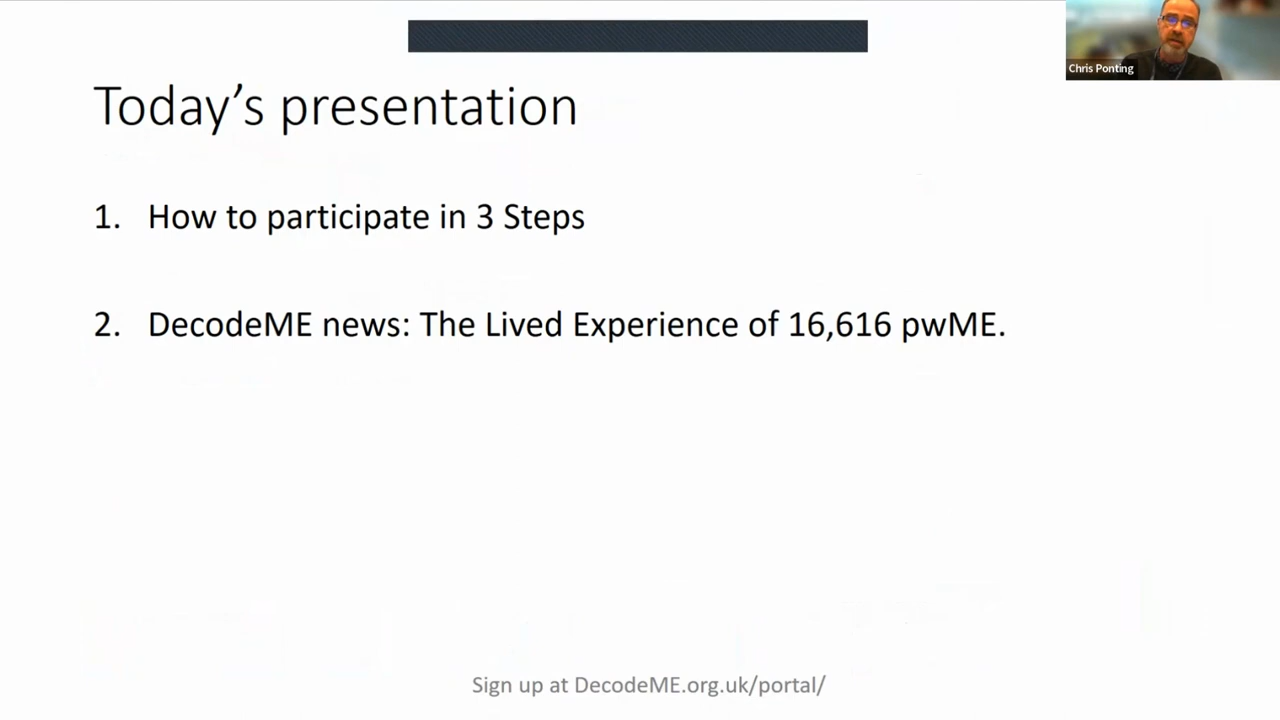 Chris Ponting
Today’s presentation
1. How to participate in 3 Steps
2. DecodeME news: The Lived Experience of 16,616 pwME.
Sign up at DecodeME.org.uk/portal/